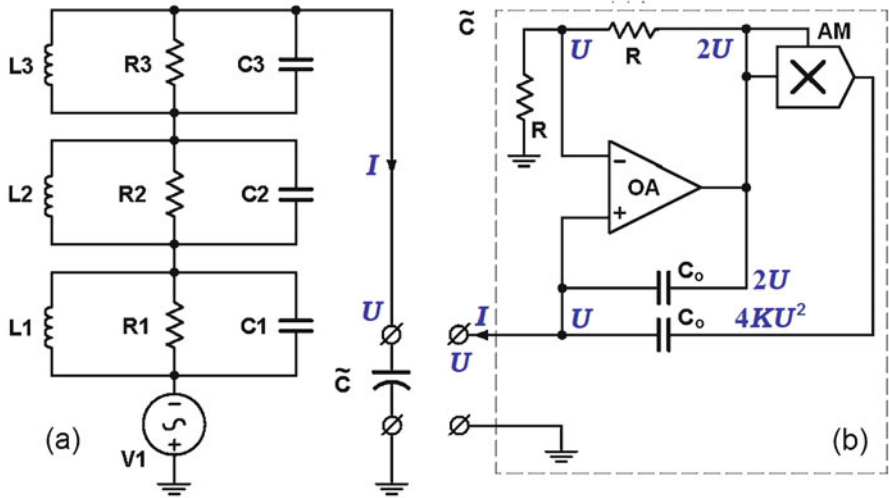 L3
R3
C3
I
L2
R2
C2
L1
R1
C1
U
C̃
V1
(a)
C̃
U
R
2U
AM
R
OA
−
+
C₀
2U
I
U
C₀
4KU²
U
(b)
−
+